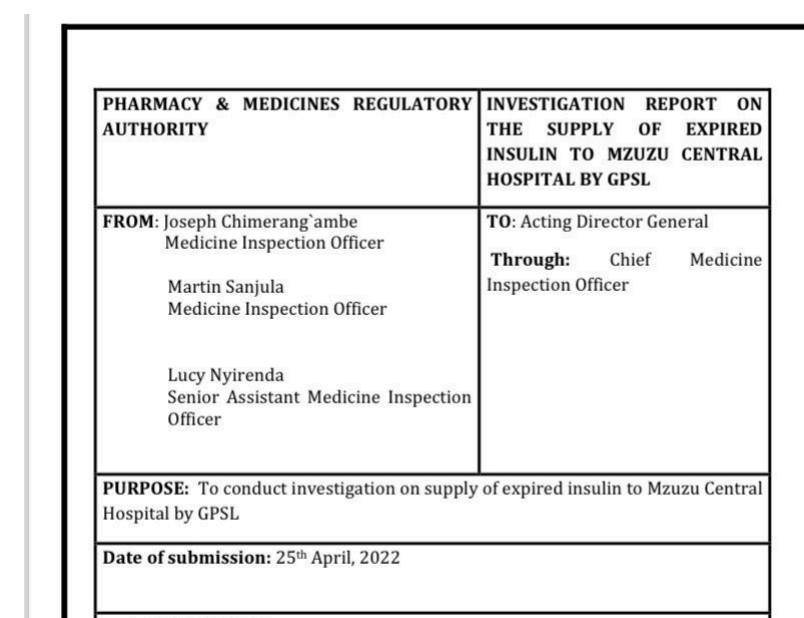 PHARMACY & MEDICINES REGULATORY
AUTHORITY
INVESTIGATION REPORT ON
THE SUPPLY OF EXPIRED
INSULIN TO MZUZU CENTRAL
HOSPITAL BY GPSL
FROM: Joseph Chimerang`ambe
Medicine Inspection Officer
Martin Sanjula
Medicine Inspection Officer
Lucy Nyirenda
Senior Assistant Medicine Inspection
Officer
TO: Acting Director General
Through: Chief Medicine
Inspection Officer
PURPOSE: To conduct investigation on supply of expired insulin to Mzuzu Central
Hospital by GPSL
Date of submission: 25th April, 2022